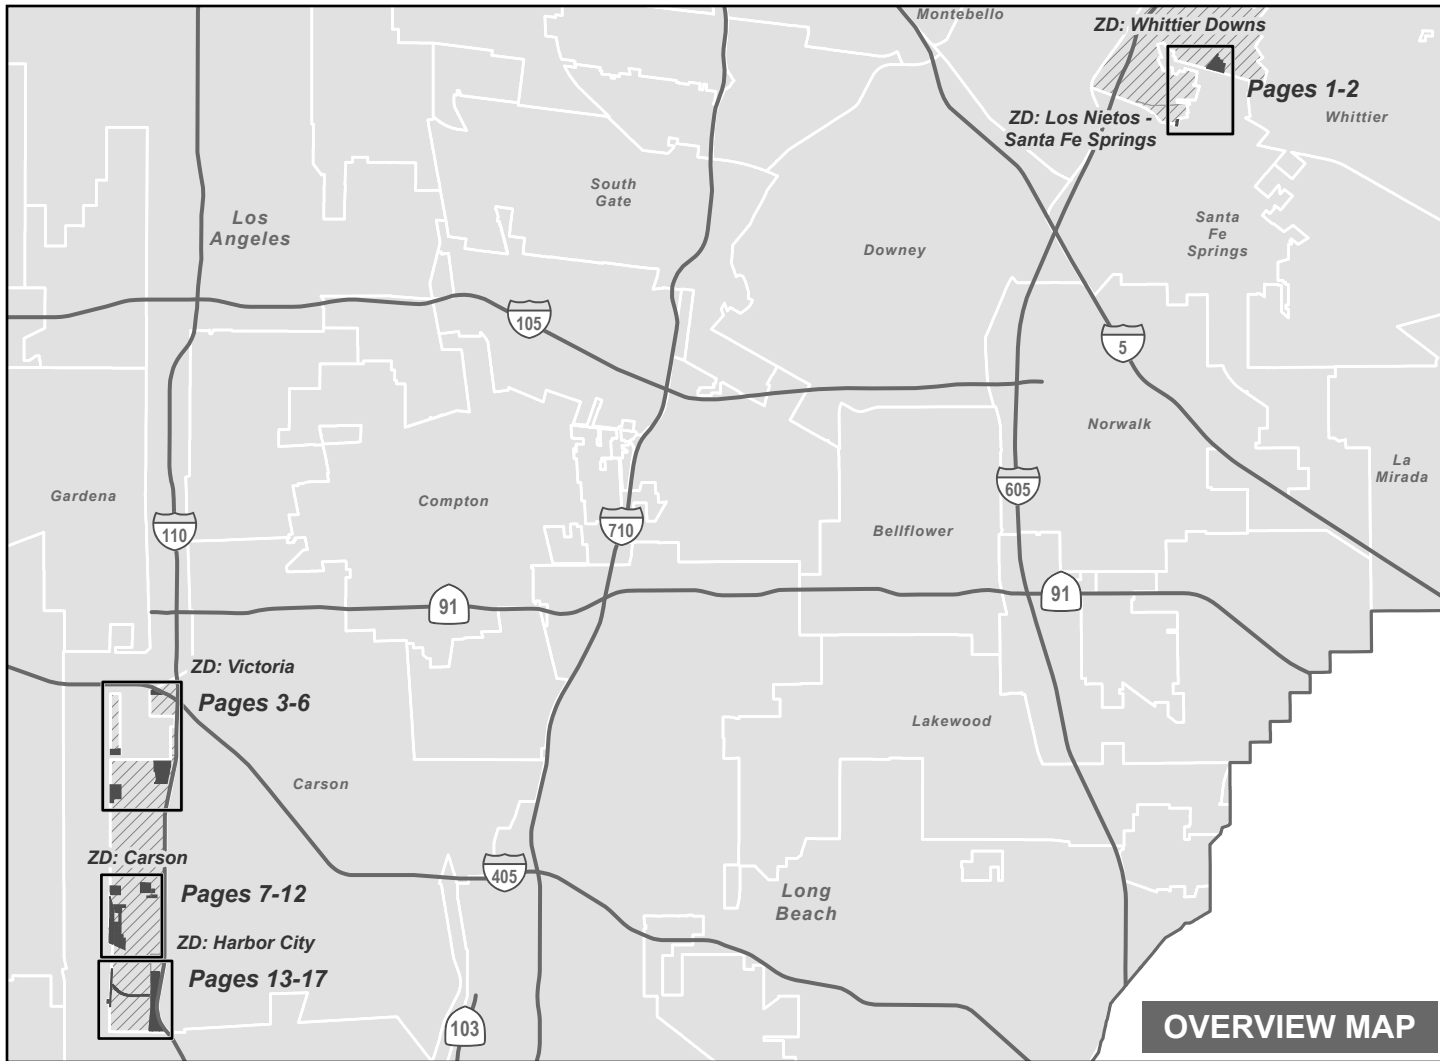 Montebello
ZD: Whittier Downs
Pages 1-2
Whittier
ZD: Los Nietos -
Santa Fe Springs
South
Gate
Los
Angeles
Santa
Fe
Springs
Downey
105
5
Norwalk
La
Mirada
Gardena
Compton
605
110
710
Bellflower
91
91
ZD: Victoria
Pages 3-6
Lakewood
Carson
ZD: Carson
405
Pages 7-12
Long
Beach
ZD: Harbor City
Pages 13-17
103
OVERVIEW MAP